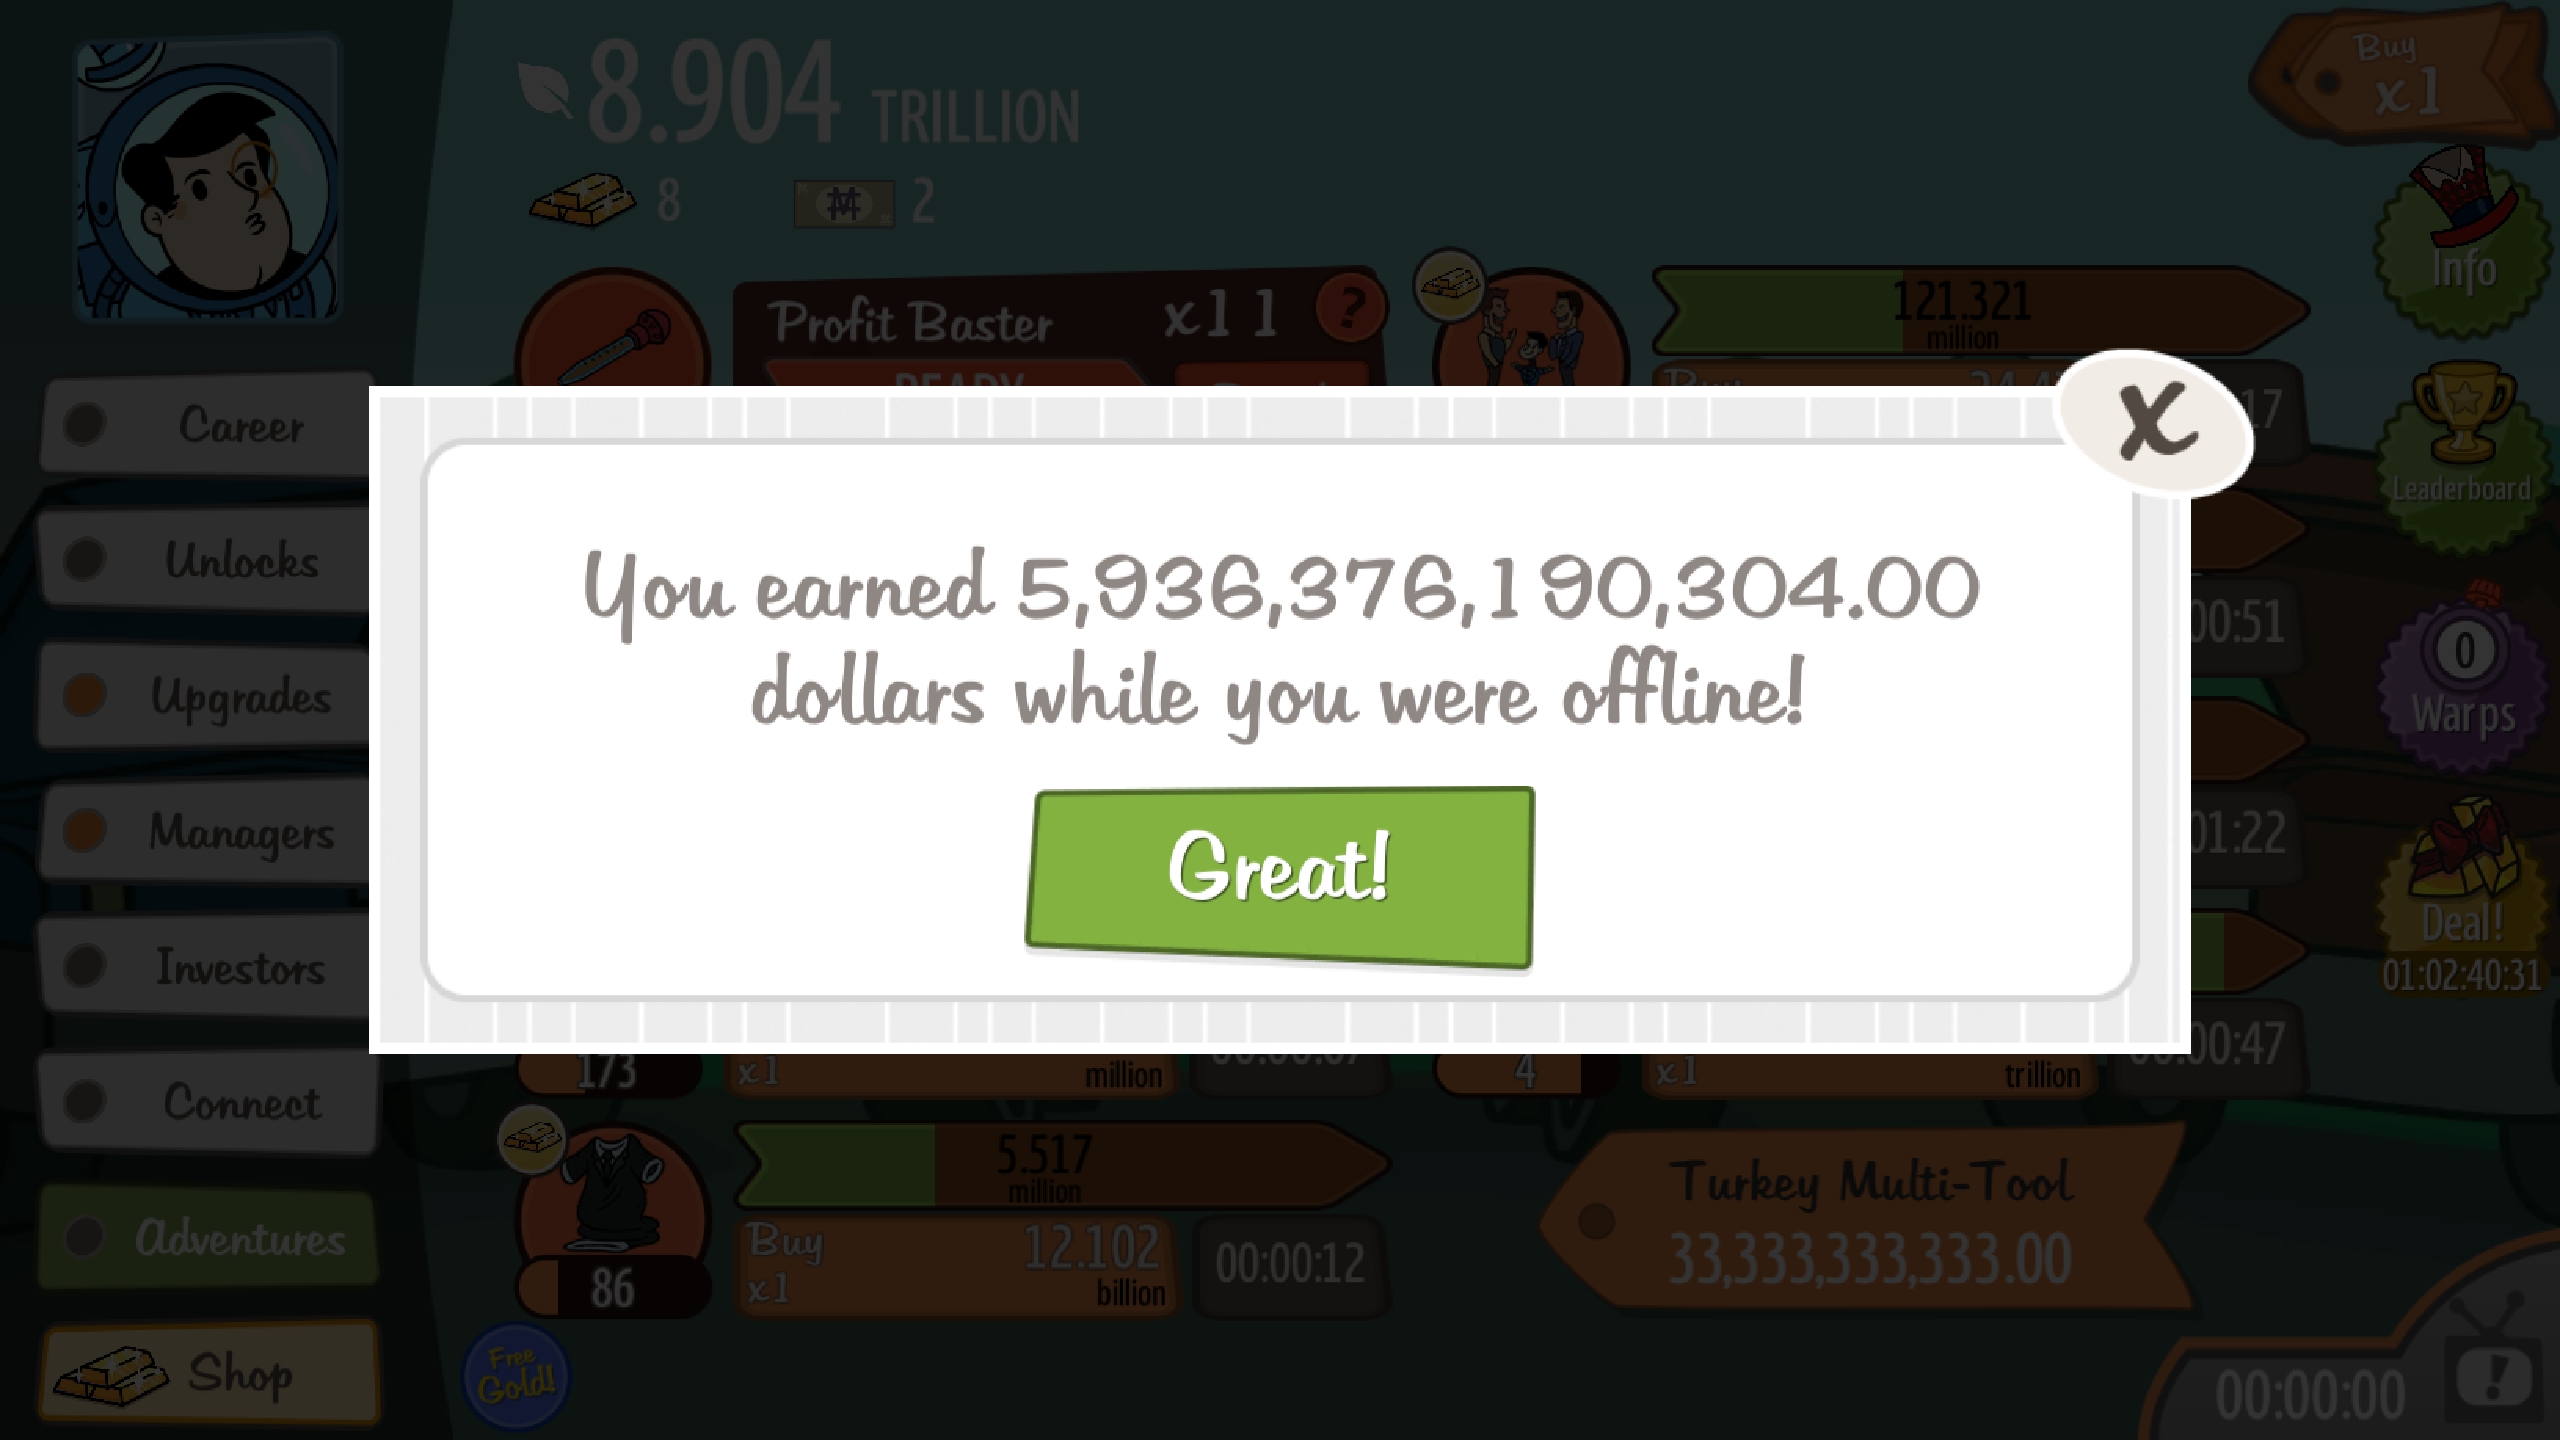 8.904 TRILLION
8
2
Buy
x1
Info
Leaderboard
0
Warps
Deal!
01:02:40:31
Career
Unlocks
Upgrades
Managers
Investors
Connect
Adventures
Shop
Profit Baster x11 ?
121.321
million
You earned 5,936,376,190,304.00
dollars while you were offline!
Great!
x
00:51
01:22
00:47
173
x1 million
4
x1 trillion
5.517
million
86
Buy 12.102
x1 billion
00:00:12
Turkey Multi-Tool
33,333,333,333.00
Free
Gold!
00:00:00